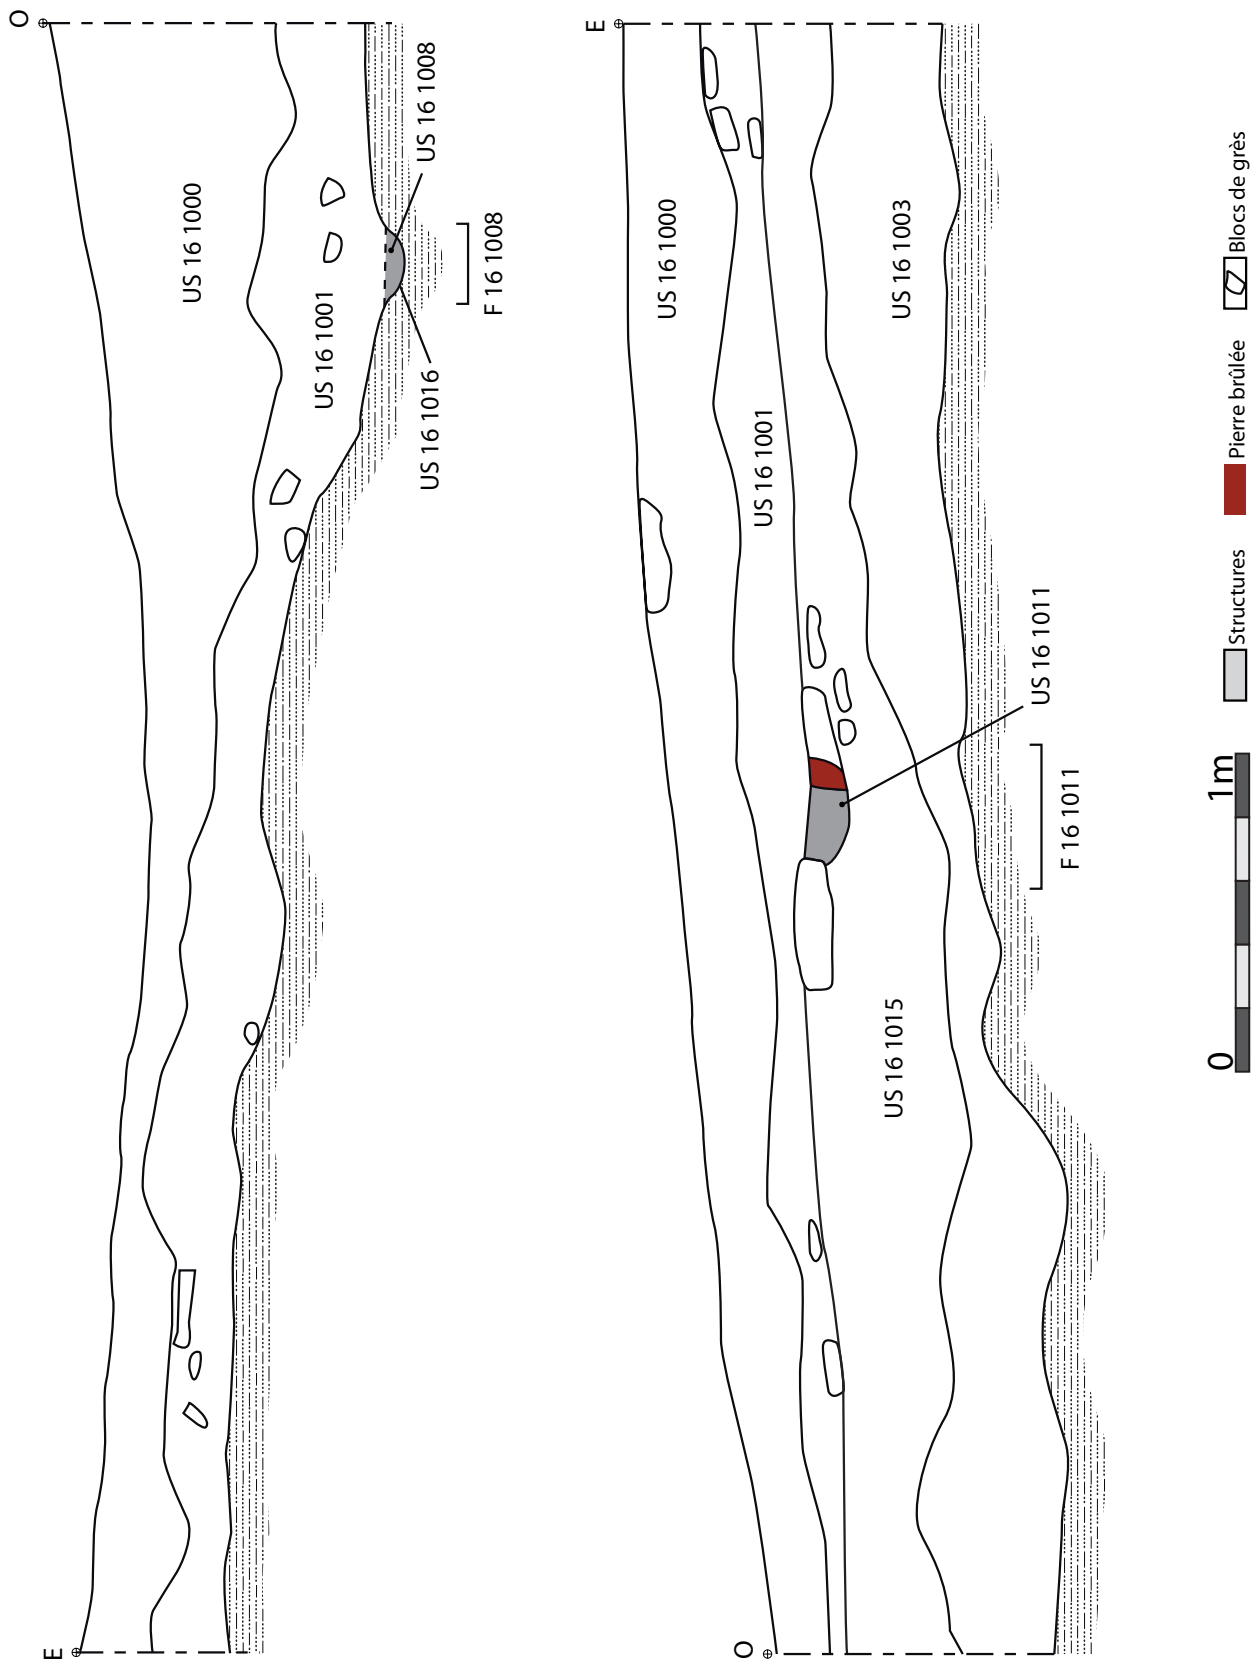 E
O
US 16 1000
US 16 1001
US 16 1016
US 16 1008
F 16 1008
O
E
US 16 1000
US 16 1001
US 16 1003
US 16 1015
US 16 1011
F 16 1011
0
1m
Structures
Pierre brûlée
Blocs de grès